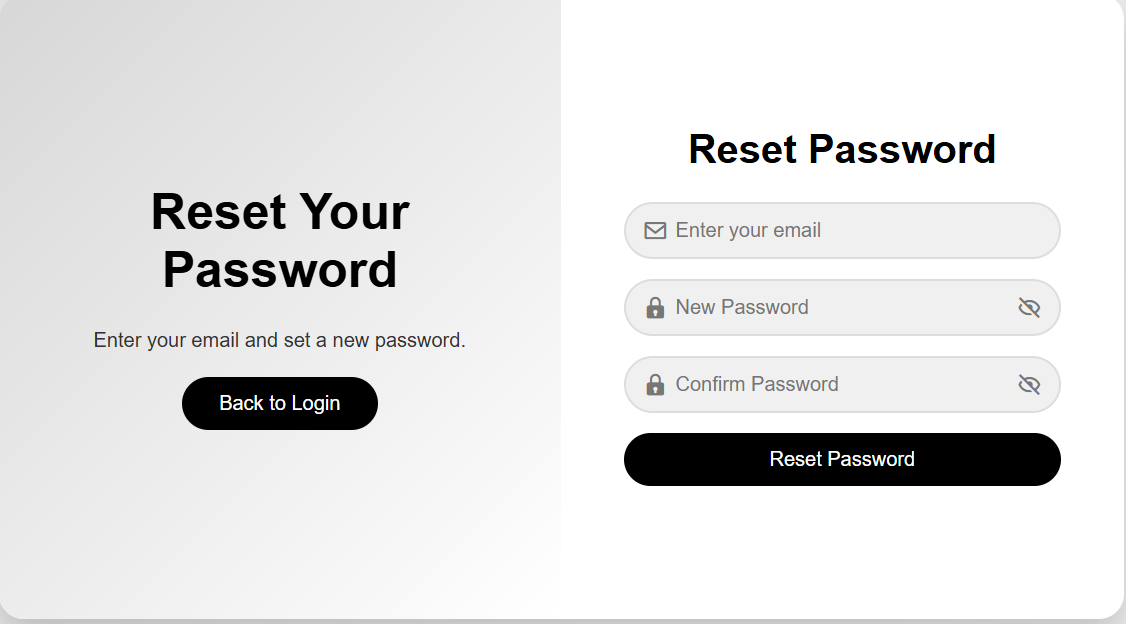 Reset Your
Password
Enter your email and set a new password.
Back to Login
Reset Password
Enter your email
New Password
Confirm Password
Reset Password